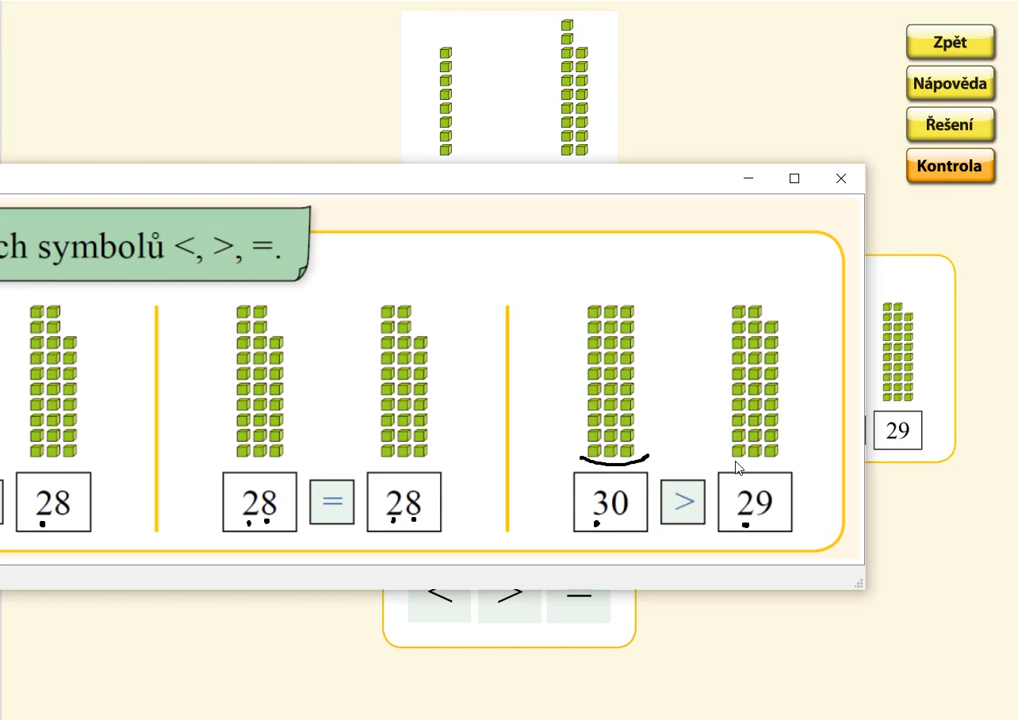 Zpět
Nápověda
Řešení
Kontrola
ch symbolů <, >, =.
28
28 = 28
30 > 29
29
< > =